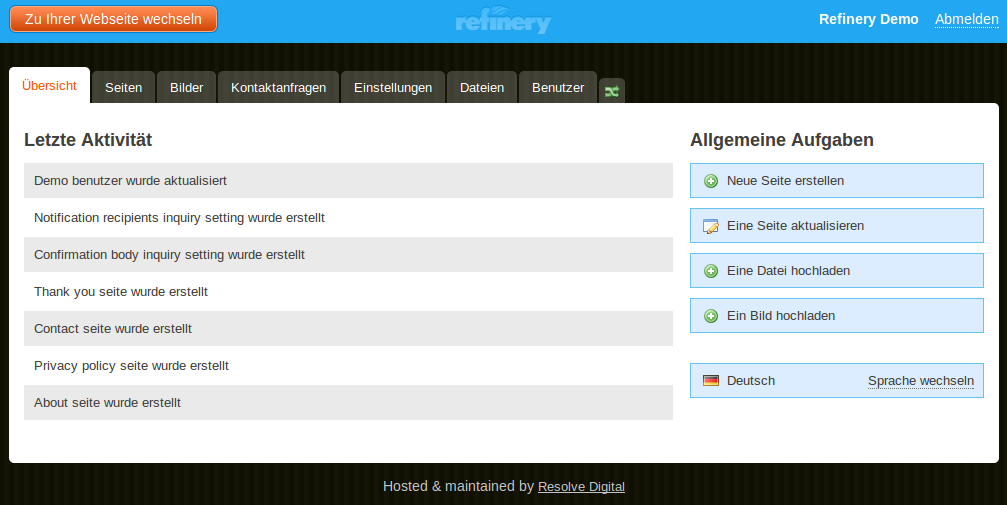 Zu Ihrer Webseite wechseln
refinery
Refinery Demo Abmelden
Übersicht Seiten Bilder Kontaktanfragen Einstellungen Dateien Benutzer
Letzte Aktivität
Demo benutzer wurde aktualisiert
Notification recipients inquiry setting wurde erstellt
Confirmation body inquiry setting wurde erstellt
Thank you seite wurde erstellt
Contact seite wurde erstellt
Privacy policy seite wurde erstellt
About seite wurde erstellt
Allgemeine Aufgaben
Neue Seite erstellen
Eine Seite aktualisieren
Eine Datei hochladen
Ein Bild hochladen
Deutsch Sprache wechseln
Hosted & maintained by Resolve Digital